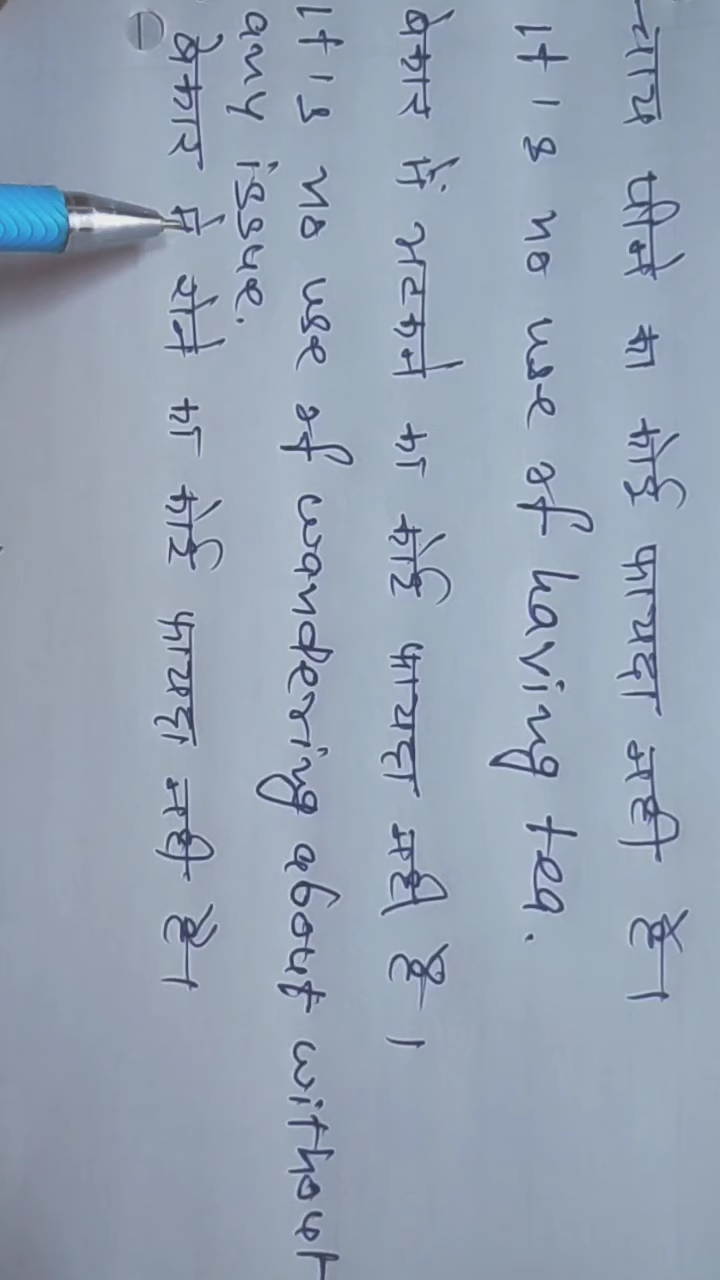 चाय पीने का कोई फायदा नही है।
It is no use of having tea.
बेकार में भटकने का कोई फायदा नही है।
It is no use of wandering about without
any issue.
बेकार में रोने का कोई फायदा नही है।